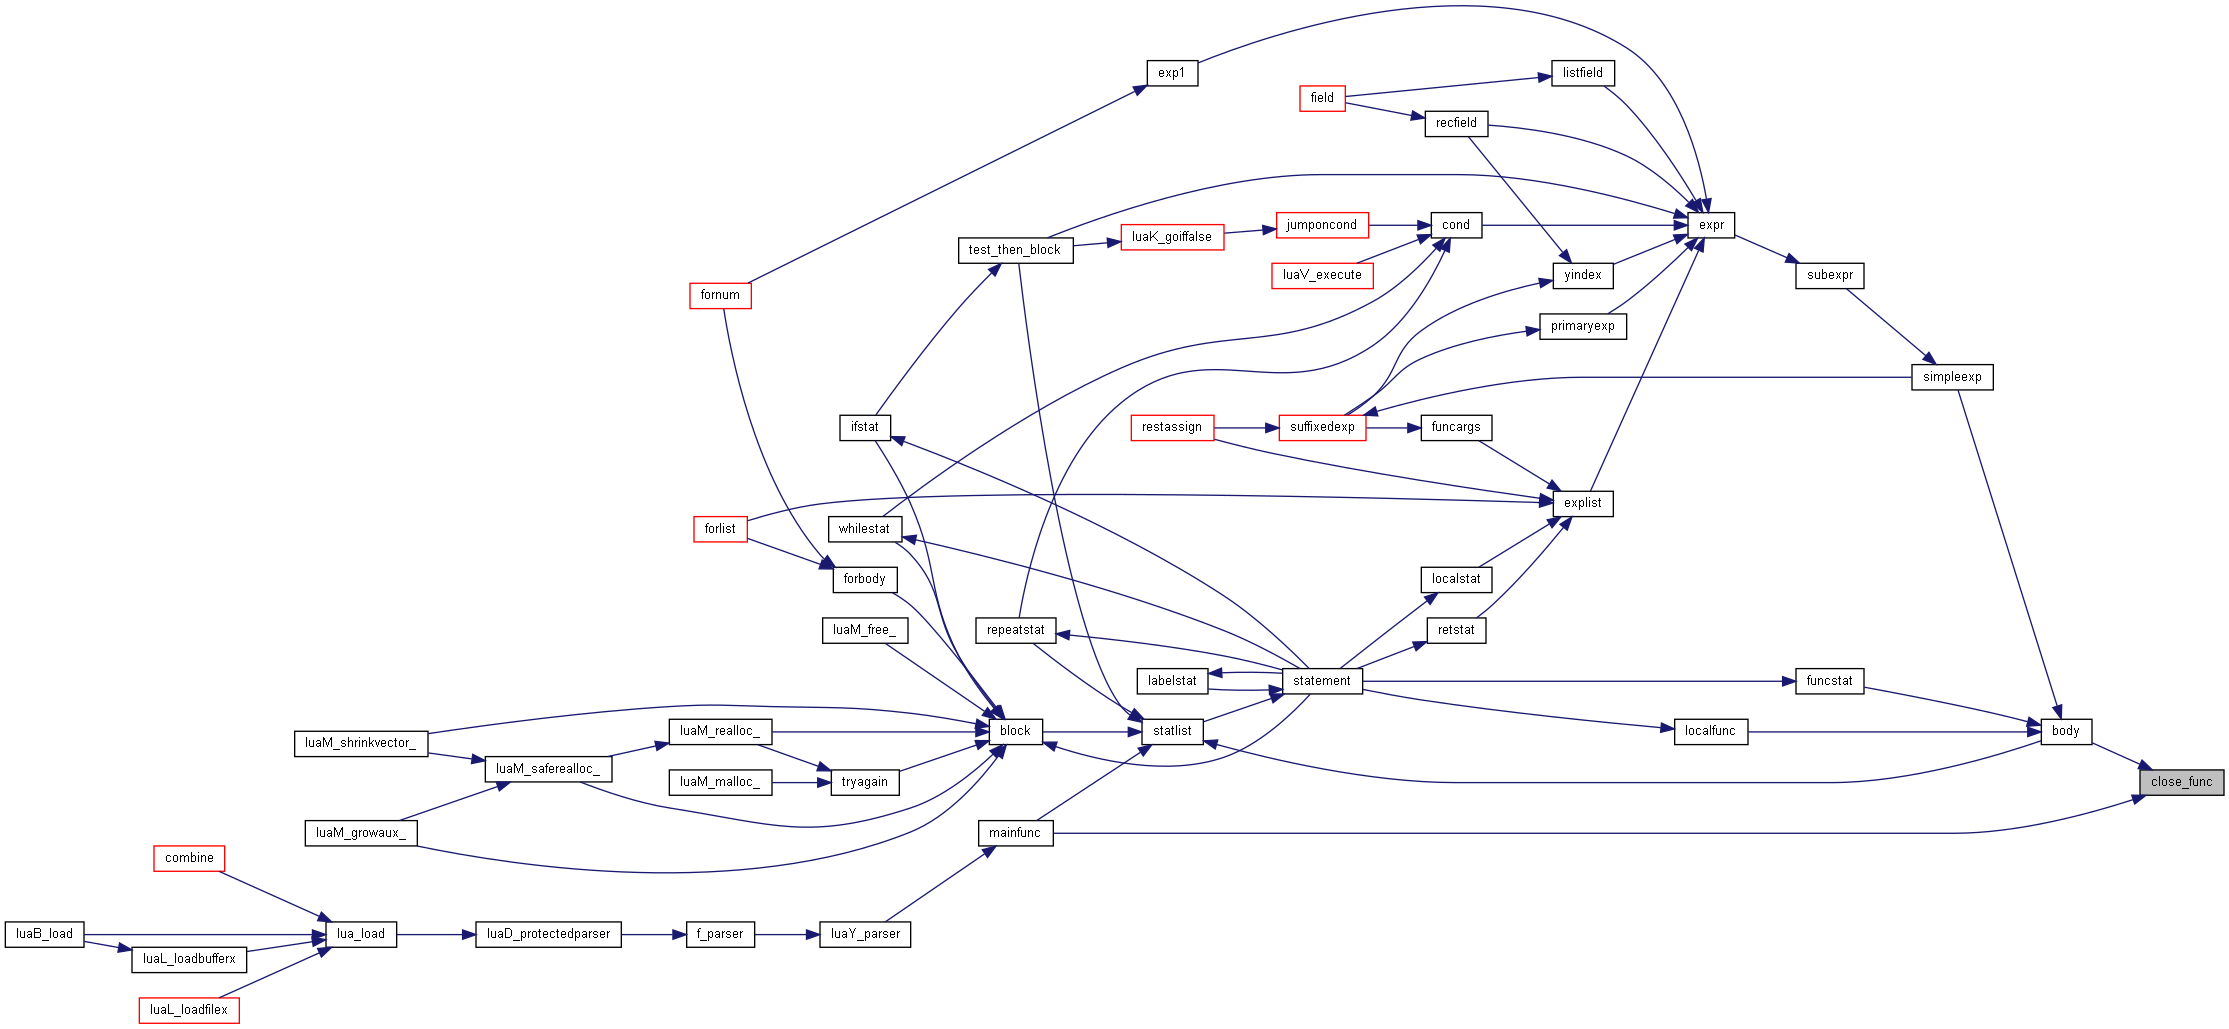 exp1
listfield
field
recfield
cond
jumponcond
expr
luaK_goiffalse
test_then_block
luaV_execute
yindex
subexpr
fornum
primaryexp
simpleexp
ifstat
restassign
suffixedexp
funcargs
explist
forlist
whilestat
forbody
localstat
luaM_free_
repeatstat
retstat
labelstat
statement
funcstat
luaM_shrinkvector_
luaM_realloc_
block
statlist
localfunc
body
luaM_saferealloc_
luaM_malloc_
tryagain
close_func
luaM_growaux_
mainfunc
combine
luaB_load
lua_load
luaD_protectedparser
f_parser
luaY_parser
luaL_loadbufferx
luaL_loadfilex